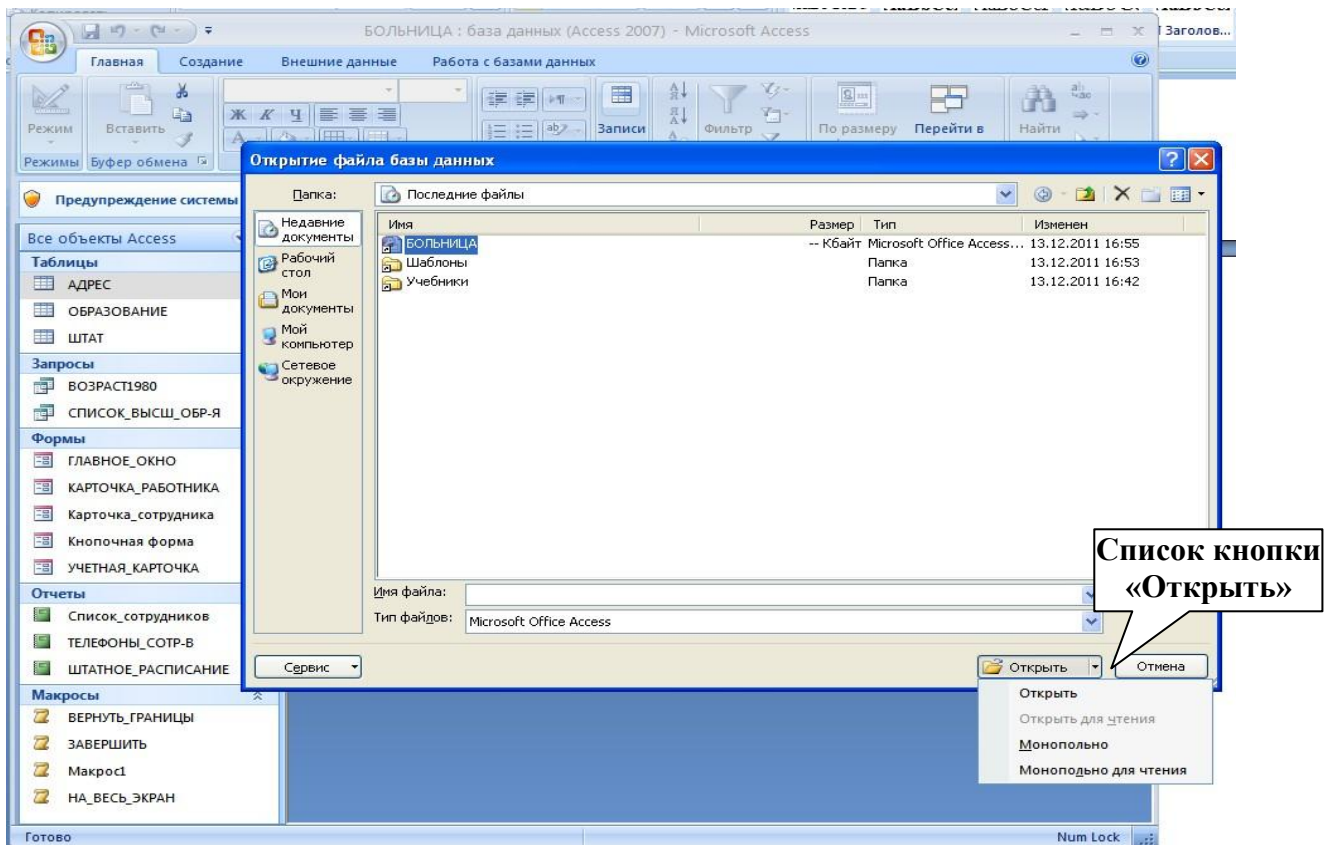 БОЛЬНИЦА : база данных (Access 2007) - Microsoft Access
1 Заголов...
Главная Создание Внешние данные Работа с базами данных
Режим Вставить Ж К Ч Записи Фильтр По размеру Перейти в Найти
Режимы Буфер обмена
Открытие файла базы данных
Предупреждение системы
Папка: Последние файлы
Все объекты Access
Таблицы
АДРЕС
ОБРАЗОВАНИЕ
ШТАТ
Запросы
ВОЗРАСТ1980
СПИСОК_ВЫСШ_ОБР-Я
Формы
ГЛАВНОЕ_ОКНО
КАРТОЧКА_РАБОТНИКА
Карточка_сотрудника
Кнопочная форма
УЧЕТНАЯ_КАРТОЧКА
Отчеты
Список_сотрудников
ТЕЛЕФОНЫ_СОТР-В
ШТАТНОЕ_РАСПИСАНИЕ
Макросы
ВЕРНУТЬ_ГРАНИЦЫ
ЗАВЕРШИТЬ
Макрос1
НА_ВЕСЬ_ЭКРАН
Недавние
документы
Рабочий
стол
Мои
документы
Мой
компьютер
Сетевое
окружение
Имя Размер Тип Изменен
БОЛЬНИЦА -- Кбайт Microsoft Office Access... 13.12.2011 16:55
Шаблоны Папка 13.12.2011 16:53
Учебники Папка 13.12.2011 16:42
Имя файла:
Тип файлов: Microsoft Office Access
Список кнопки
«Открыть»
Сервис Открыть Отмена
Открыть
Открыть для чтения
Монопольно
Монопольно для чтения
Готово Num Lock